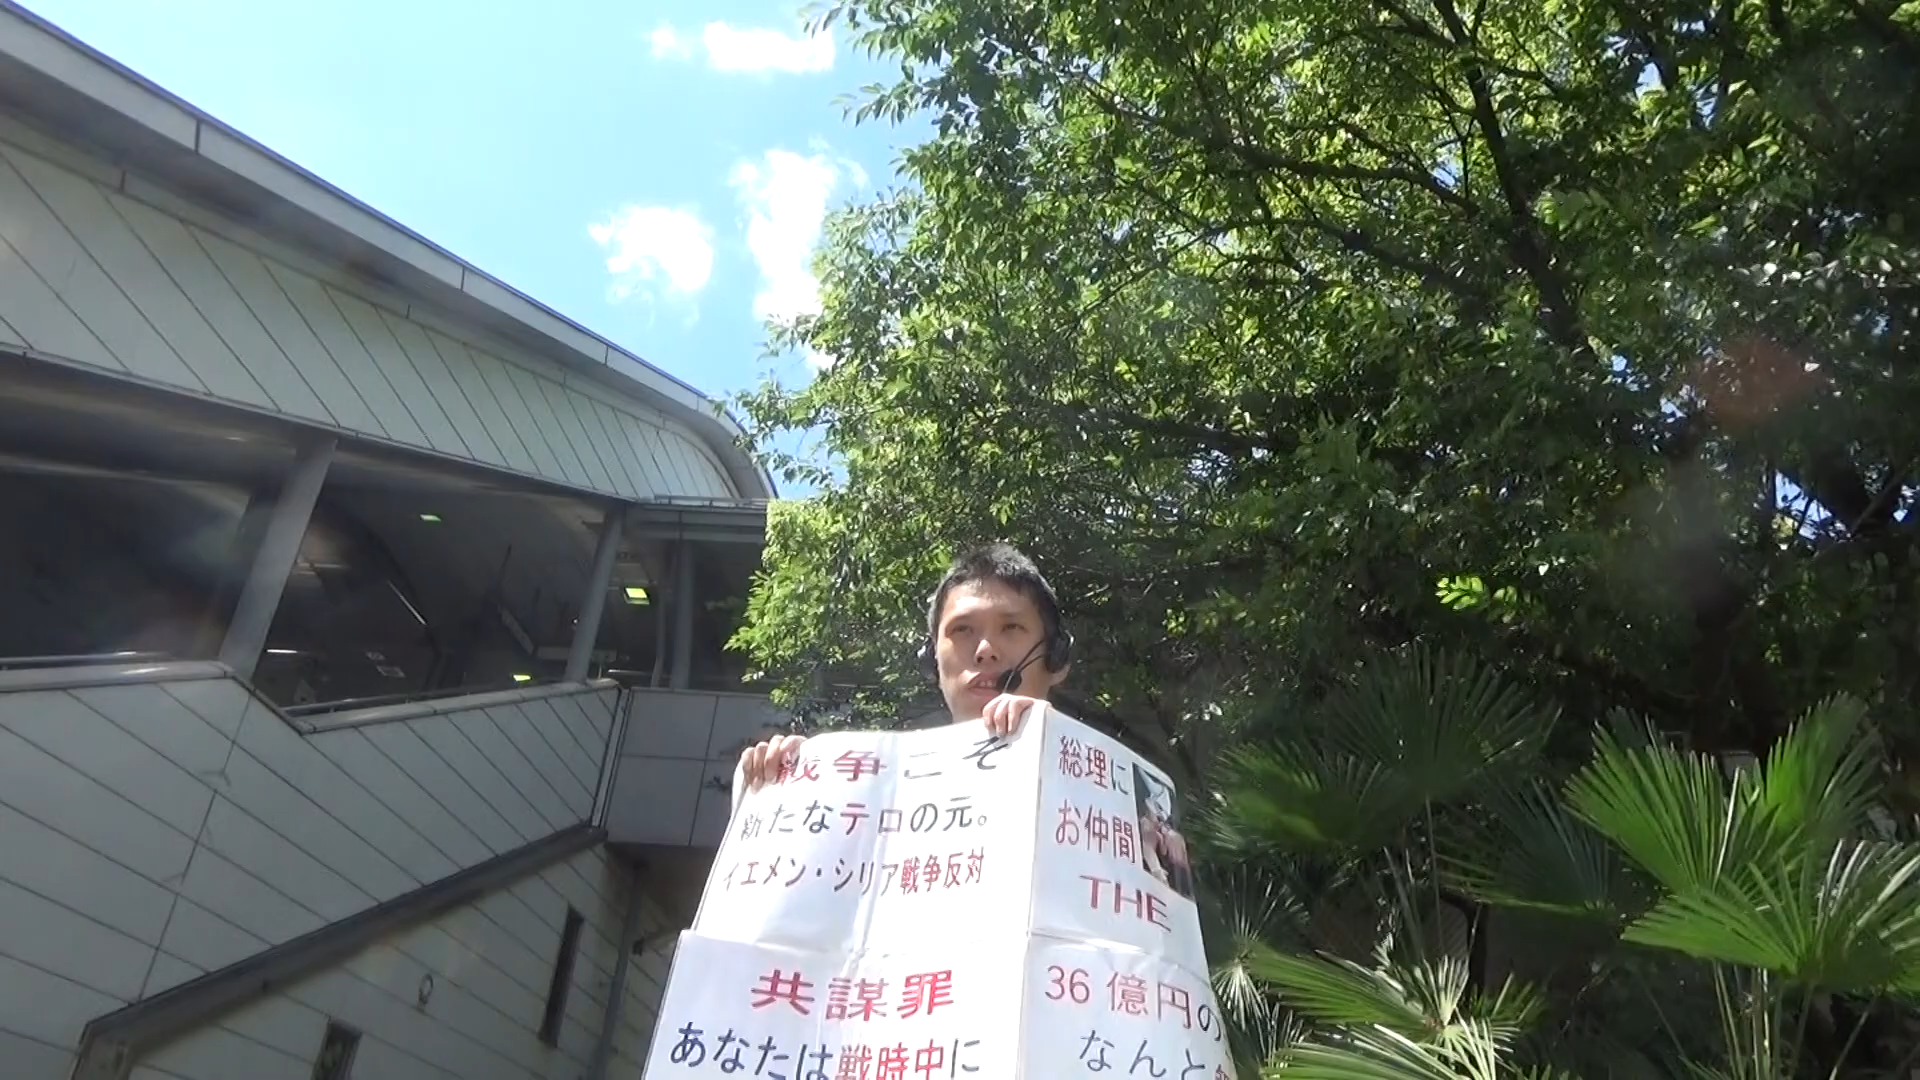 戦争こそ
新たなテロの元。
イエメン・シリア戦争反対
共謀罪
あなたは戦時中に
総理に
お仲間
THE
36億円の
なんと